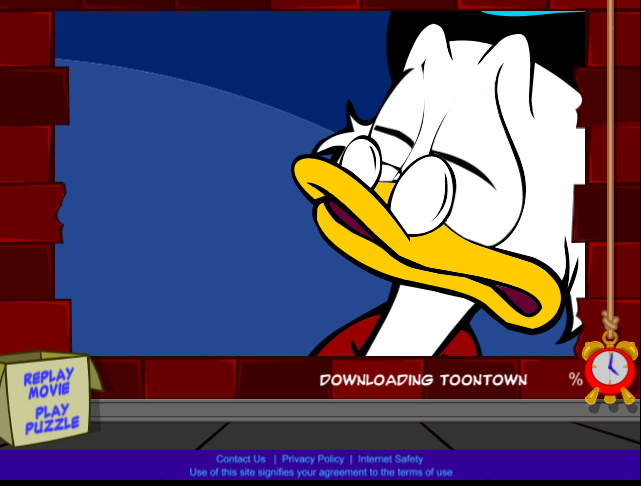 DOWNLOADING TOONTOWN %
REPLAY
MOVIE
PLAY
PUZZLE
Contact Us | Privacy Policy | Internet Safety
Use of this site signifies your agreement to the terms of use